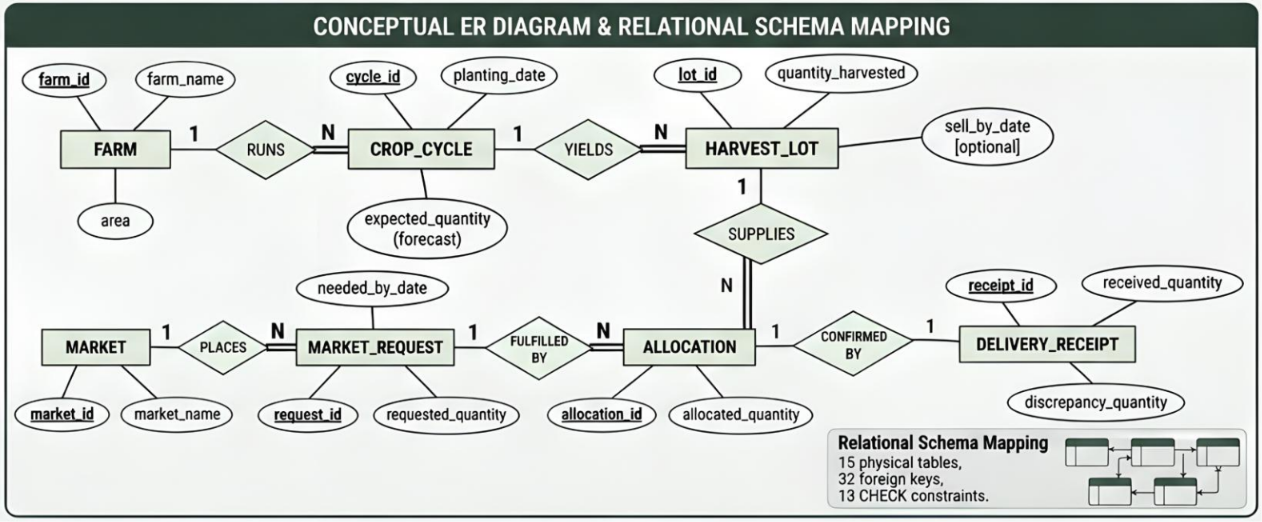 CONCEPTUAL ER DIAGRAM & RELATIONAL SCHEMA MAPPING
farm_id
farm_name
cycle_id
planting_date
lot_id
quantity_harvested
sell_by_date
[optional]
FARM
1
RUNS
N
CROP_CYCLE
1
YIELDS
N
HARVEST_LOT
area
expected_quantity
(forecast)
1
SUPPLIES
N
needed_by_date
receipt_id
received_quantity
MARKET
1
PLACES
N
MARKET_REQUEST
1
FULFILLED
BY
N
ALLOCATION
1
CONFIRMED
BY
1
DELIVERY_RECEIPT
market_id
market_name
request_id
requested_quantity
allocation_id
allocated_quantity
discrepancy_quantity
Relational Schema Mapping
15 physical tables,
32 foreign keys,
13 CHECK constraints.